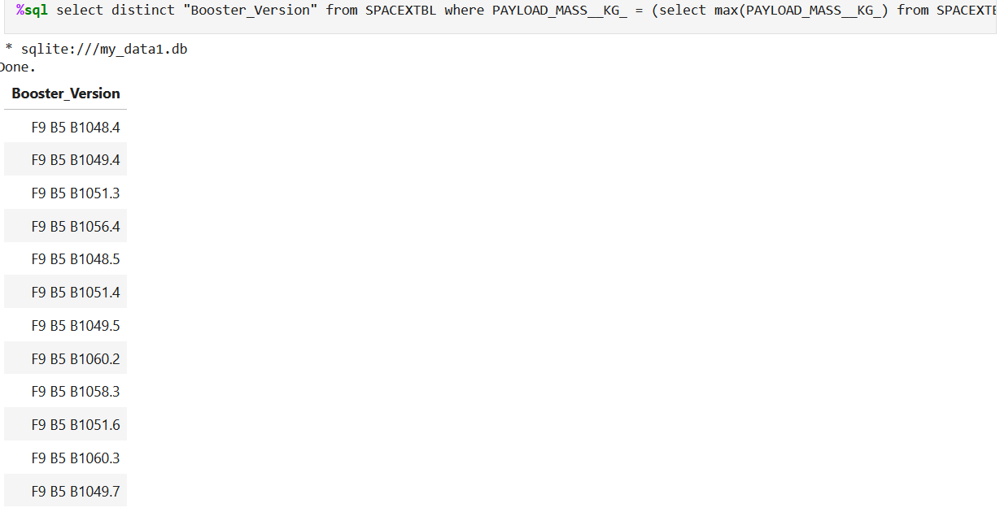 %sql select distinct "Booster_Version" from SPACEXTBL where PAYLOAD_MASS__KG_ = (select max(PAYLOAD_MASS__KG_) from SPACEXTB
* sqlite:///my_data1.db
Done.
Booster_Version
F9 B5 B1048.4
F9 B5 B1049.4
F9 B5 B1051.3
F9 B5 B1056.4
F9 B5 B1048.5
F9 B5 B1051.4
F9 B5 B1049.5
F9 B5 B1060.2
F9 B5 B1058.3
F9 B5 B1051.6
F9 B5 B1060.3
F9 B5 B1049.7